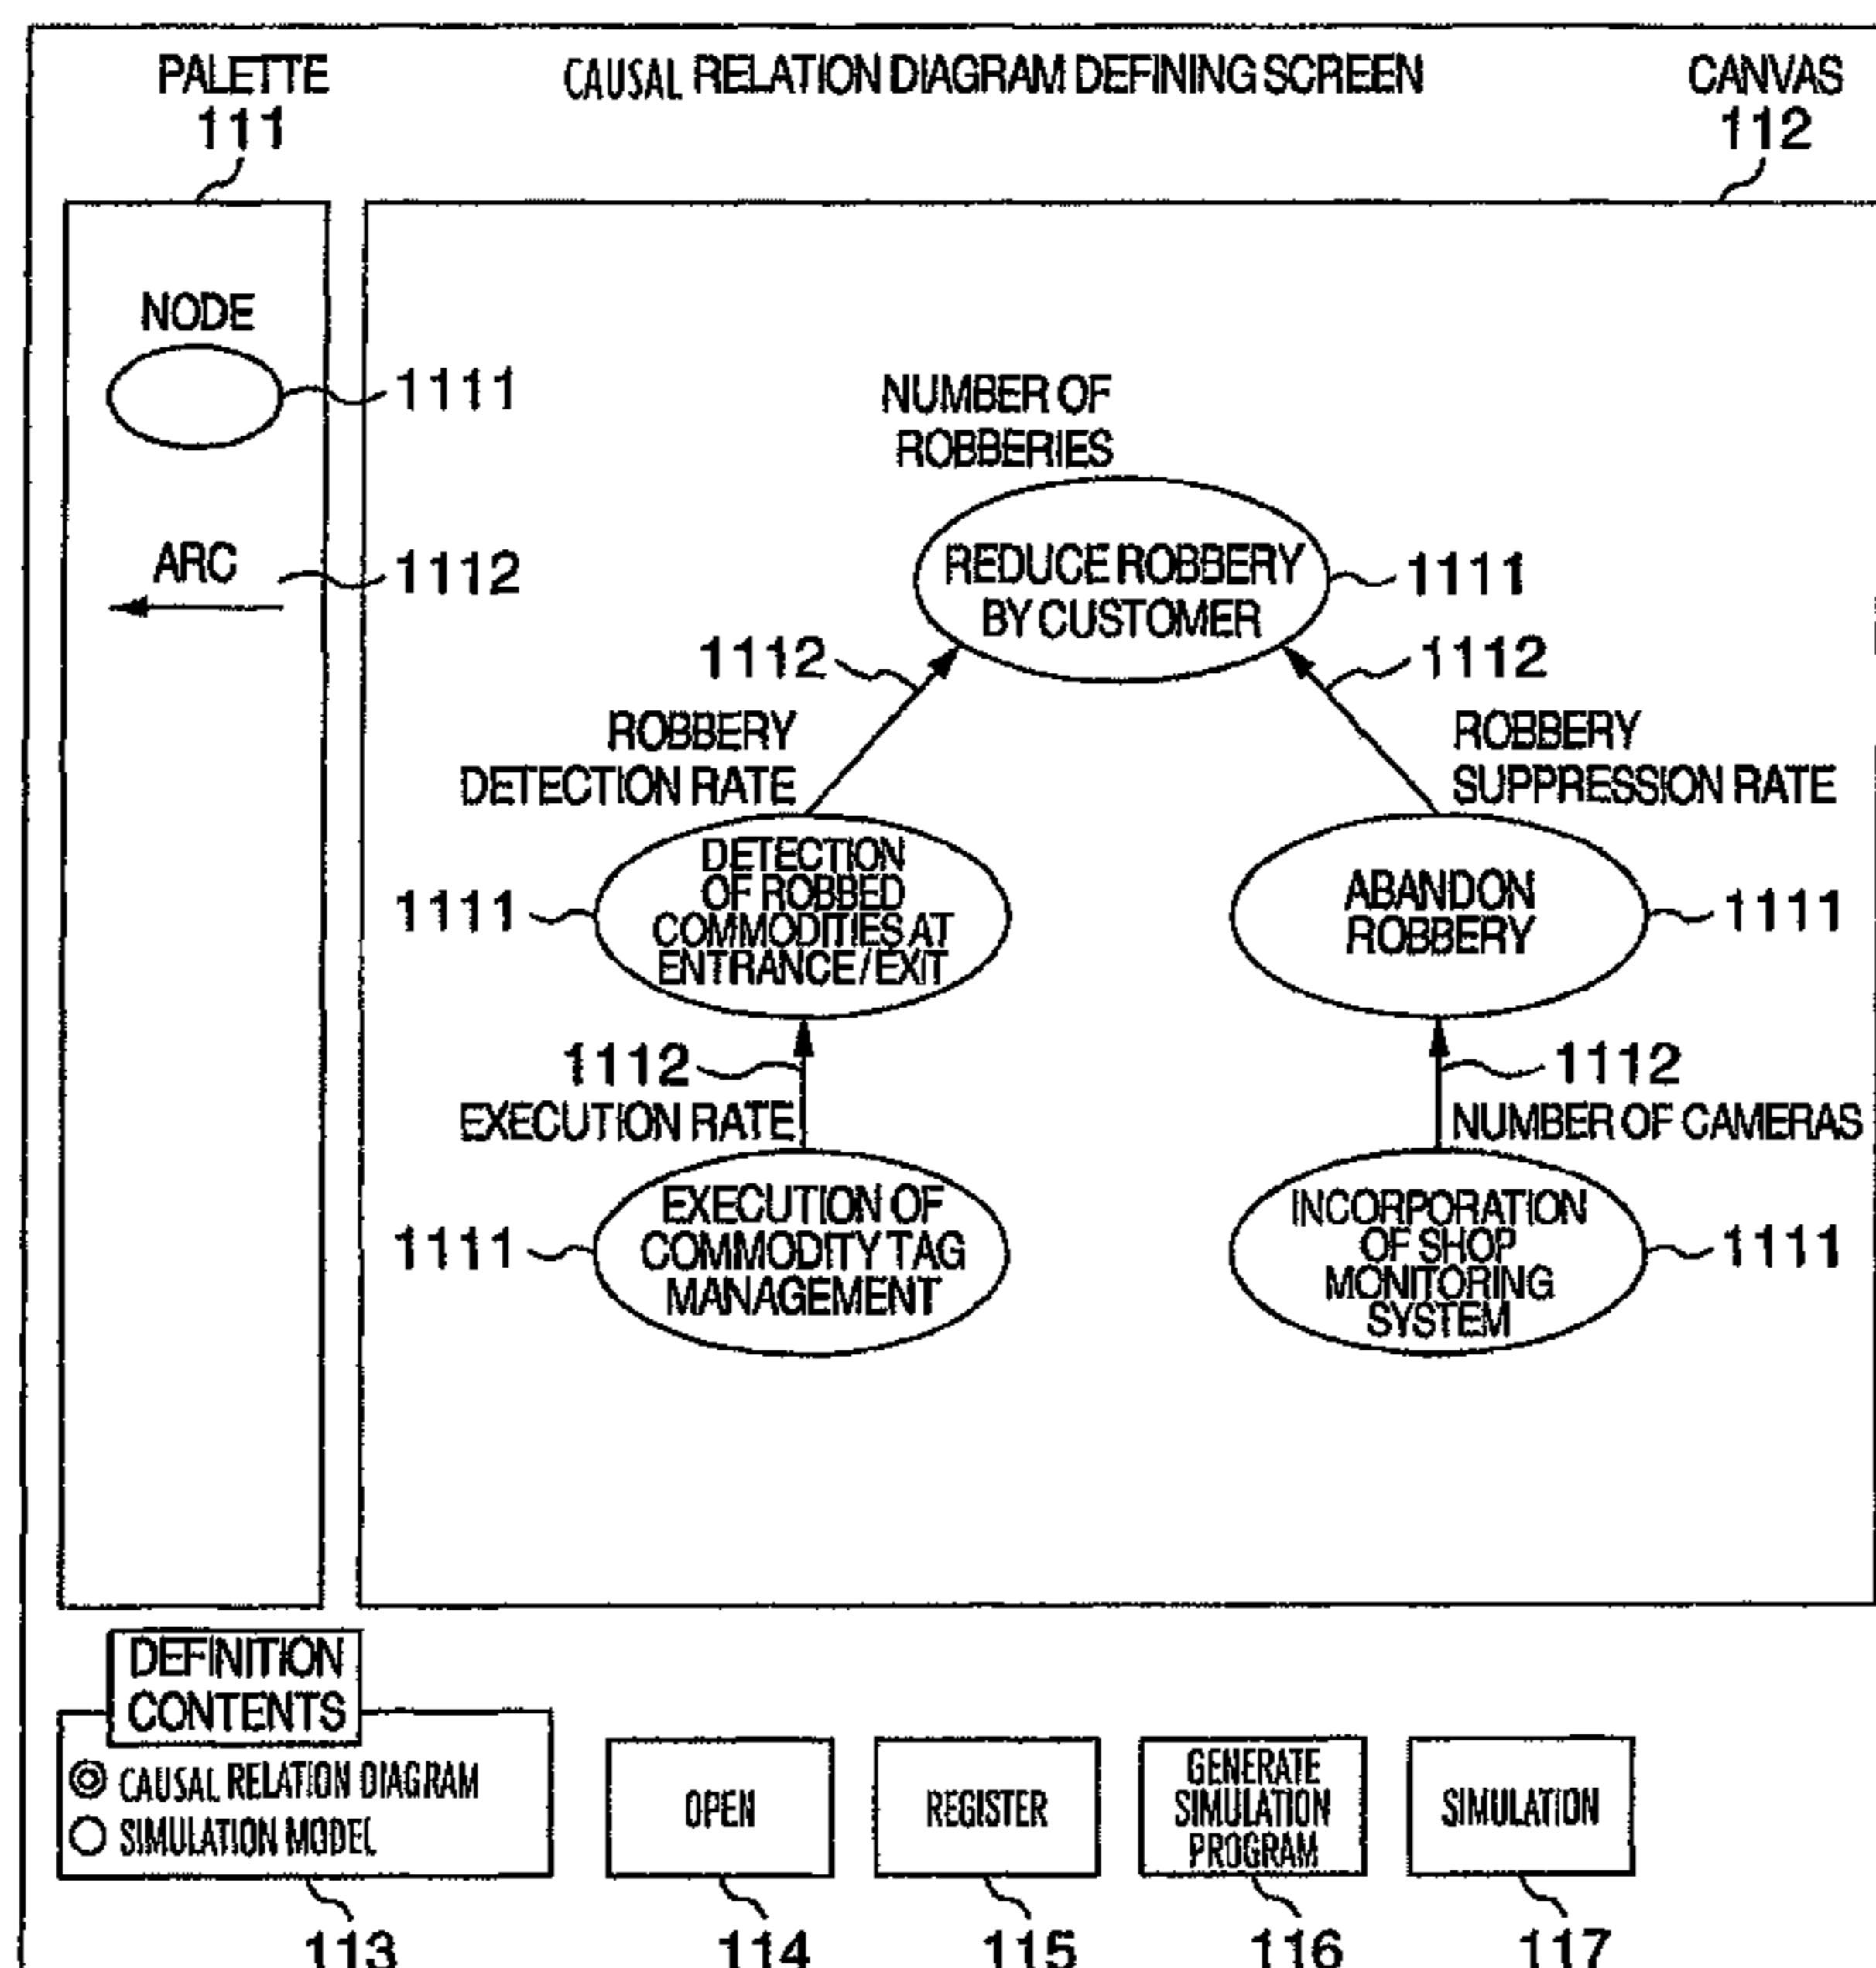 PALETTE
111
CAUSAL RELATION DIAGRAM DEFINING SCREEN
CANVAS
112
NODE
1111
ARC
1112
NUMBER OF
ROBBERIES
REDUCE ROBBERY
BY CUSTOMER
1111
1112
1112
ROBBERY
DETECTION RATE
ROBBERY
SUPPRESSION RATE
DETECTION
OF ROBBED
COMMODITIES AT
ENTRANCE/EXIT
1111
ABANDON
ROBBERY
1111
1112
EXECUTION RATE
1112
NUMBER OF CAMERAS
EXECUTION OF
COMMODITY TAG
MANAGEMENT
1111
INCORPORATION
OF SHOP
MONITORING
SYSTEM
1111
DEFINITION
CONTENTS
CAUSAL RELATION DIAGRAM
SIMULATION MODEL
113
OPEN
114
REGISTER
115
GENERATE
SIMULATION
PROGRAM
116
SIMULATION
117